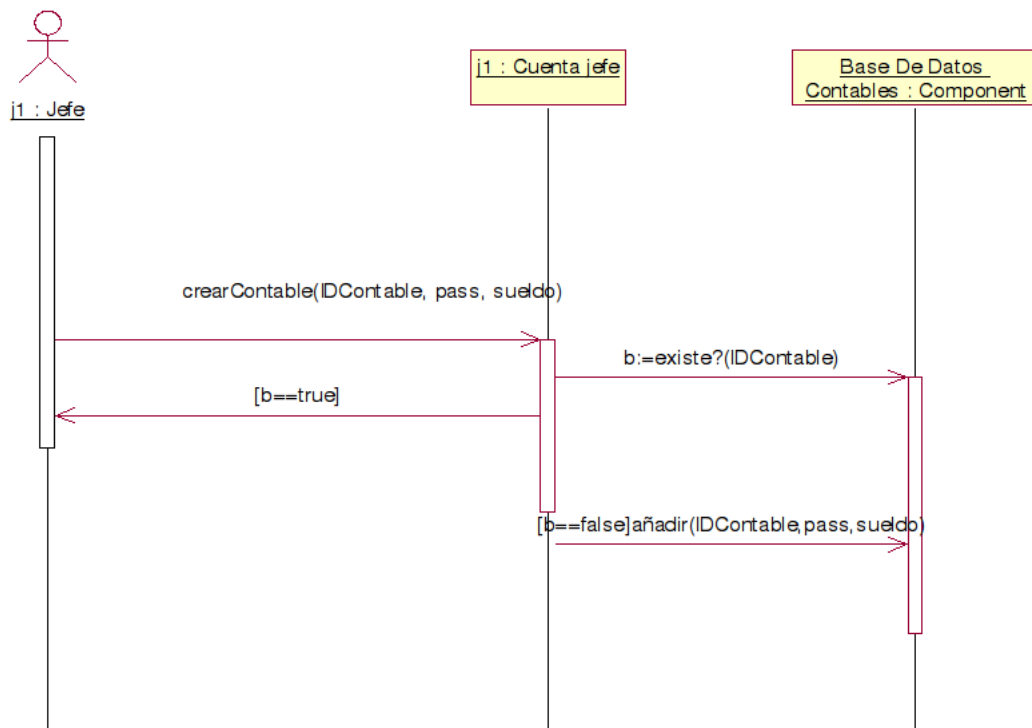 j1 : Cuenta jefe
Base De Datos
Contables : Component
j1 : Jefe
crearContable(IDContable, pass, sueldo)
b:=existe?(IDContable)
[b==true]
[b==false]añadir(IDContable,pass,sueldo)